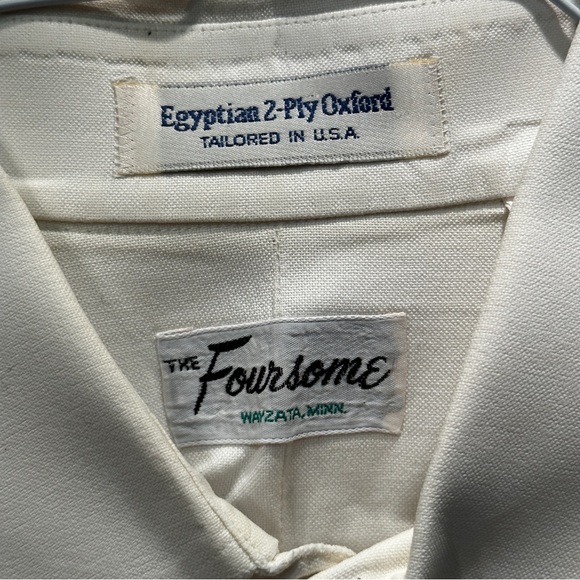 Egyptian 2-Ply Oxford
TAILORED IN U.S.A.
THE Foursome
WAYZATA, MINN.